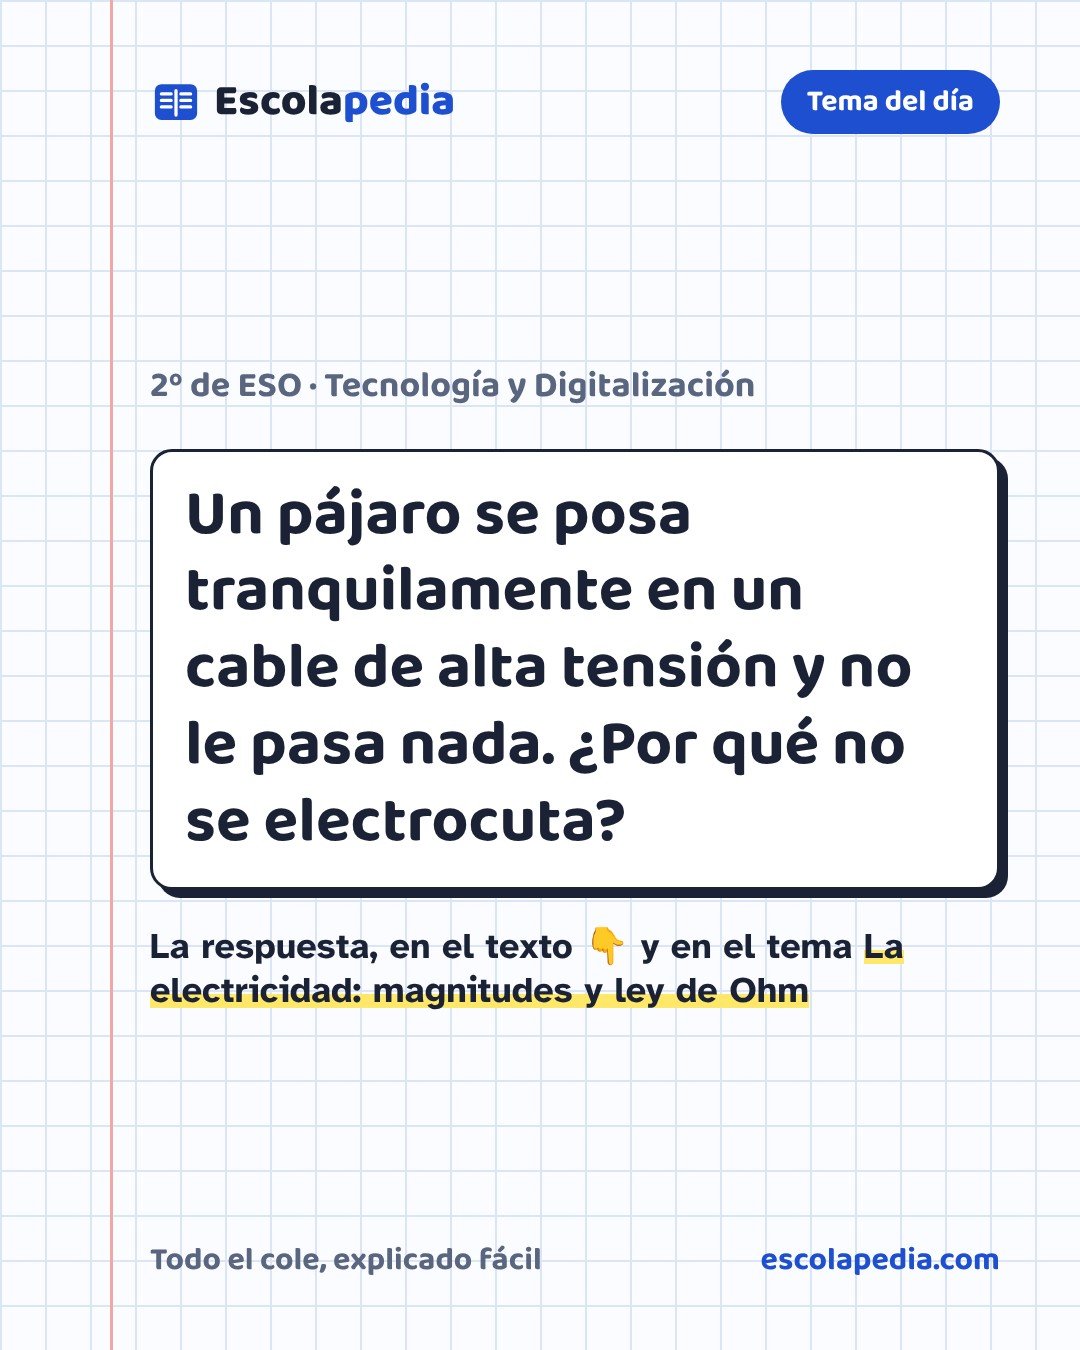 Escolapedia
Tema del día
2º de ESO · Tecnología y Digitalización
Un pájaro se posa
tranquilamente en un
cable de alta tensión y no
le pasa nada. ¿Por qué no
se electrocuta?
La respuesta, en el texto 👇 y en el tema La
electricidad: magnitudes y ley de Ohm
Todo el cole, explicado fácil
escolapedia.com